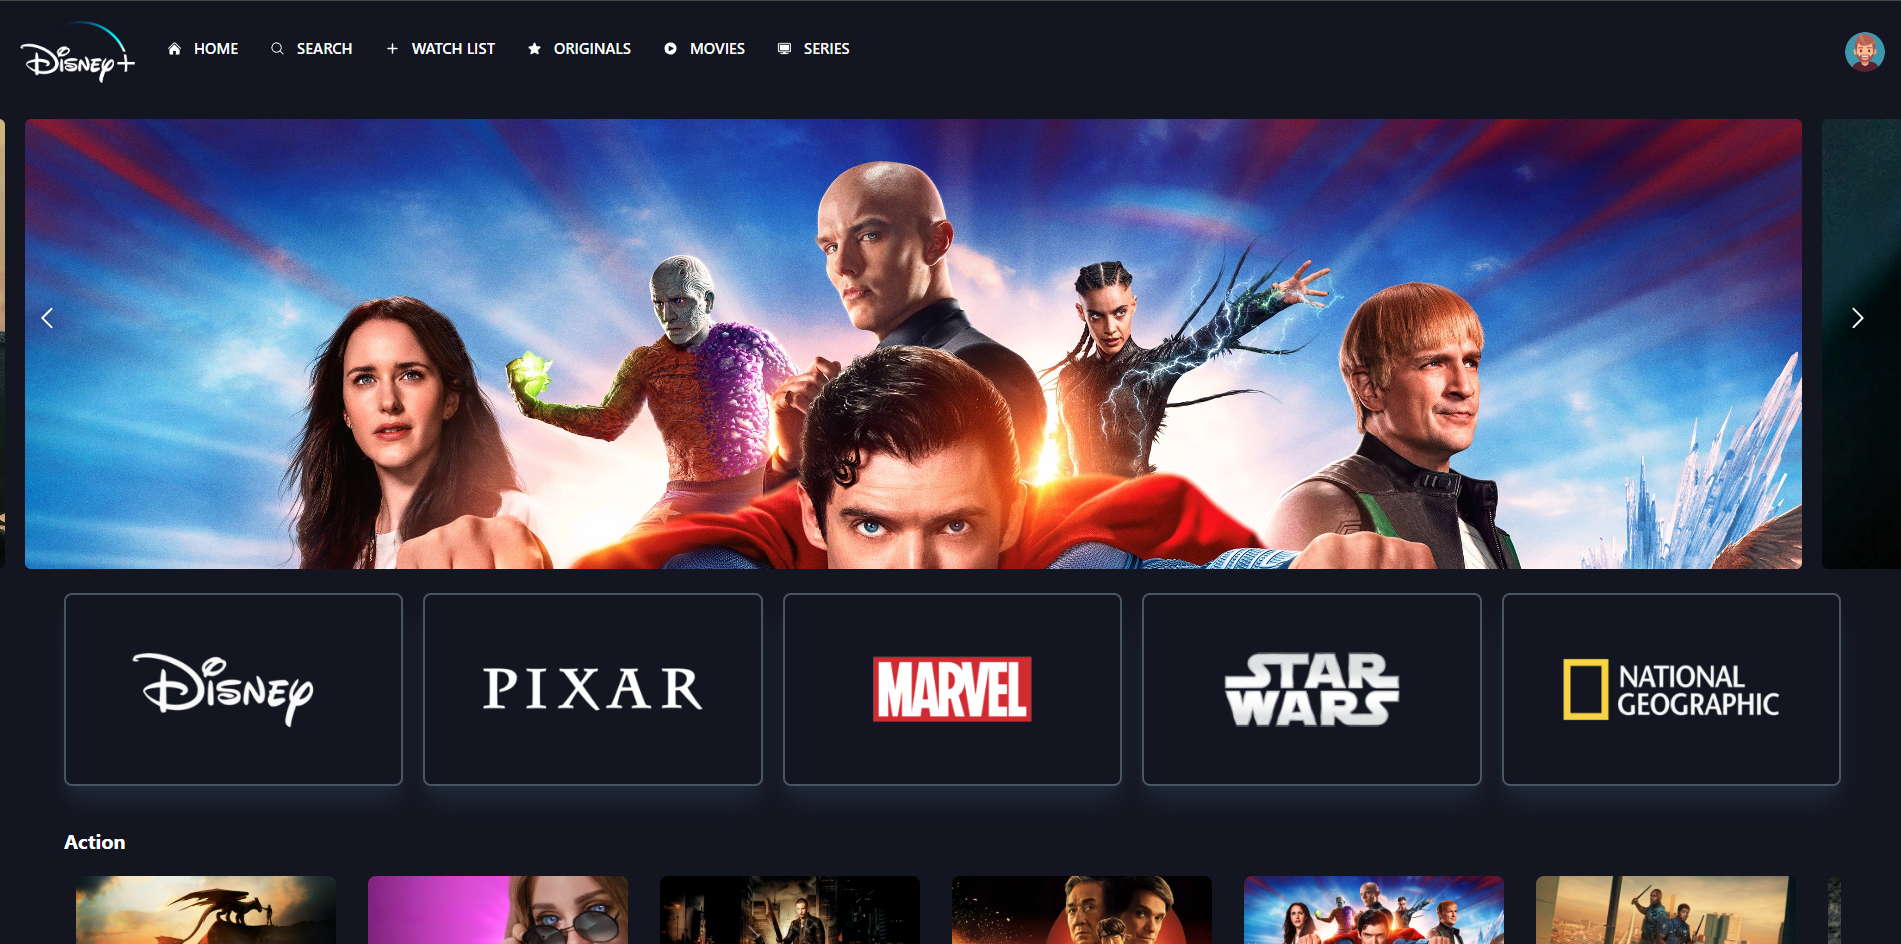 Disney+
HOME
SEARCH
WATCH LIST
ORIGINALS
MOVIES
SERIES
Disney
PIXAR
MARVEL
STAR
WARS
NATIONAL
GEOGRAPHIC
Action